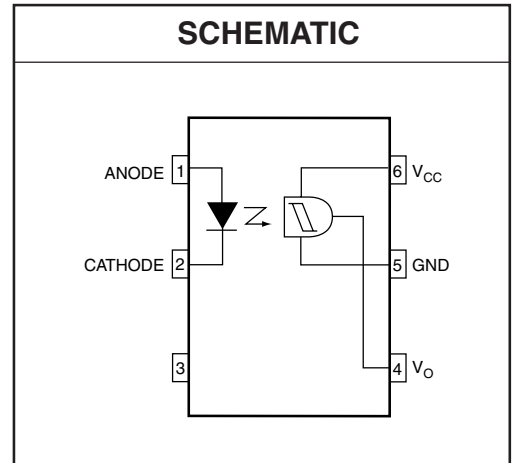 SCHEMATIC
ANODE 1
6 VCC
CATHODE 2
5 GND
3
4 VO